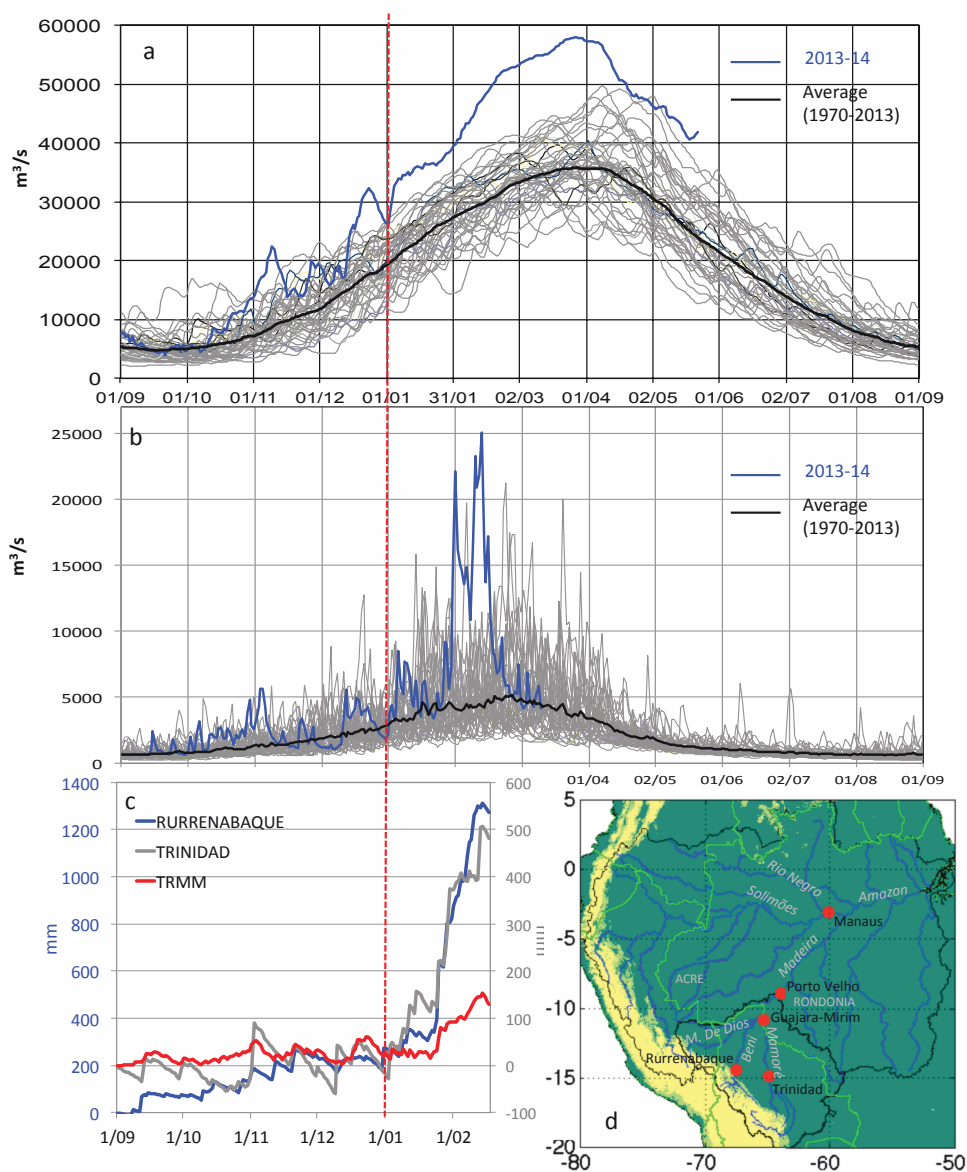 60000
a
2013-14
50000
Average
(1970-2013)
40000
m³/s
30000
20000
10000
0
01/09 01/10 01/11 01/12 01/01 31/01 02/03 01/04 02/05 01/06 02/07 01/08 01/09
b
25000
2013-14
20000
Average
(1970-2013)
m³/s
15000
10000
5000
0
01/04 02/05 01/06 02/07 01/08 01/09
1400
c
600
RURRENABAQUE
1200
500
TRINIDAD
TRMM
1000
400
mm
800
300
600
200
400
100
200
0
0
-100
1/09 1/10 1/11 1/12 1/01 1/02
5
0
Rio Negro
Amazon
Solimões
Manaus
-5
Madeira
ACRE
Porto Velho
RONDONIA
-10
Guajara-Mirim
M. De Dios
Beni
Mamoré
Rurrenabaque
-15
Trinidad
d
-20
-80 -70 -60 -50